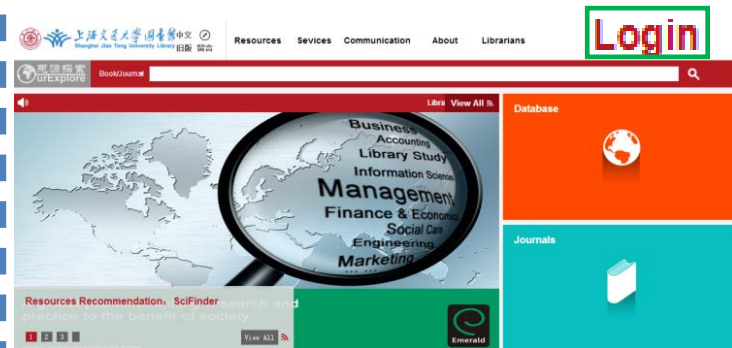 上海交通大学图书馆
Shanghai Jiao Tong University Library
中文
旧版 留言
Resources Sevices Communication About Librarians
Login
思源探索
urExplore
Book/Journal
Libra View All
Business
Accounting
Library Study
Information Science
Management
Finance & Economics
Social Care
Engineering
Marketing
... ... ...
Database
Journals
Resources Recommendation: SciFinder
research and
practice to the benefit of society
1 2 3
View All
Emerald